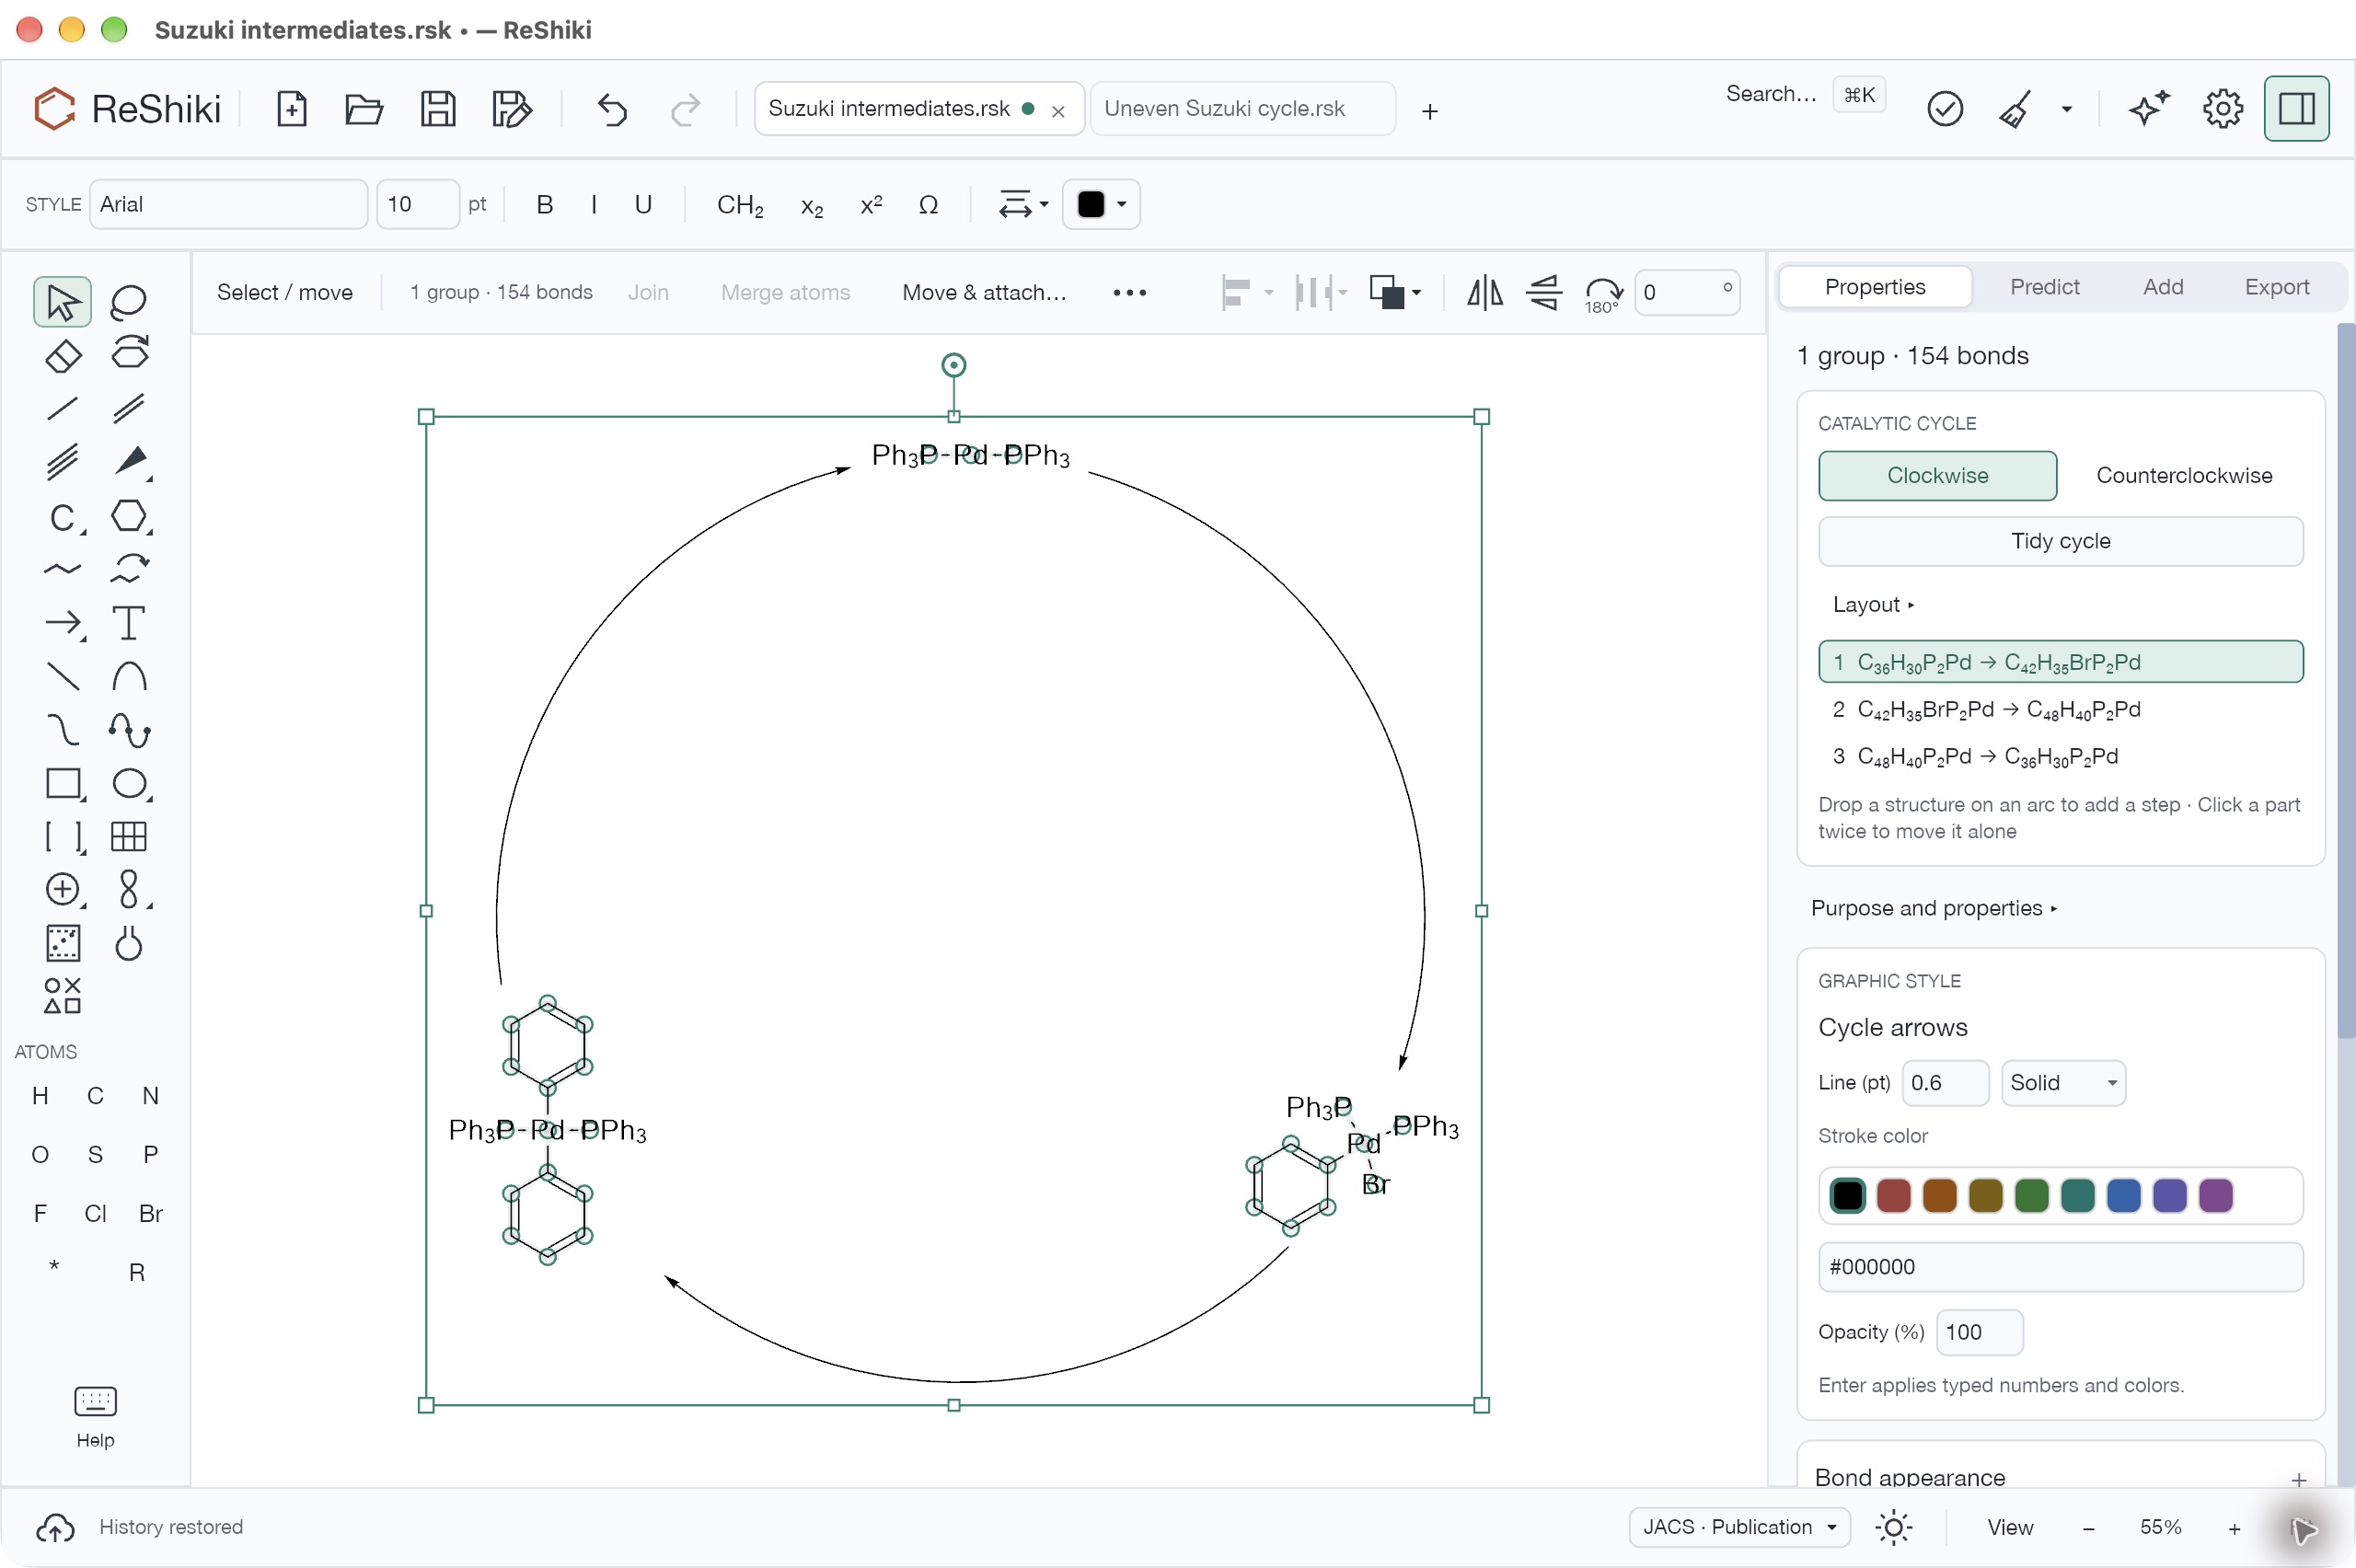 Suzuki intermediates.rsk • — ReShiki
ReShiki
Suzuki intermediates.rsk
Uneven Suzuki cycle.rsk
Search… ⌘K
STYLE Arial 10 pt B I U CH₂ x₂ x² Ω
Select / move 1 group · 154 bonds Join Merge atoms Move & attach… 180° 0 °
Properties Predict Add Export
1 group · 154 bonds
CATALYTIC CYCLE
Clockwise Counterclockwise
Tidy cycle
Layout
1 C₃₆H₃₀P₂Pd → C₄₂H₃₅BrP₂Pd
2 C₄₂H₃₅BrP₂Pd → C₄₈H₄₀P₂Pd
3 C₄₈H₄₀P₂Pd → C₃₆H₃₀P₂Pd
Drop a structure on an arc to add a step · Click a part
twice to move it alone
Purpose and properties
GRAPHIC STYLE
Cycle arrows
Line (pt) 0.6 Solid
Stroke color
#000000
Opacity (%) 100
Enter applies typed numbers and colors.
Bond appearance +
Ph₃P-Pd-PPh₃
Ph₃P
PPh₃
Pd
Br
Ph₃P-Pd-PPh₃
C
T
ATOMS
H C N
O S P
F Cl Br
* R
Help
History restored
JACS · Publication View − 55% +